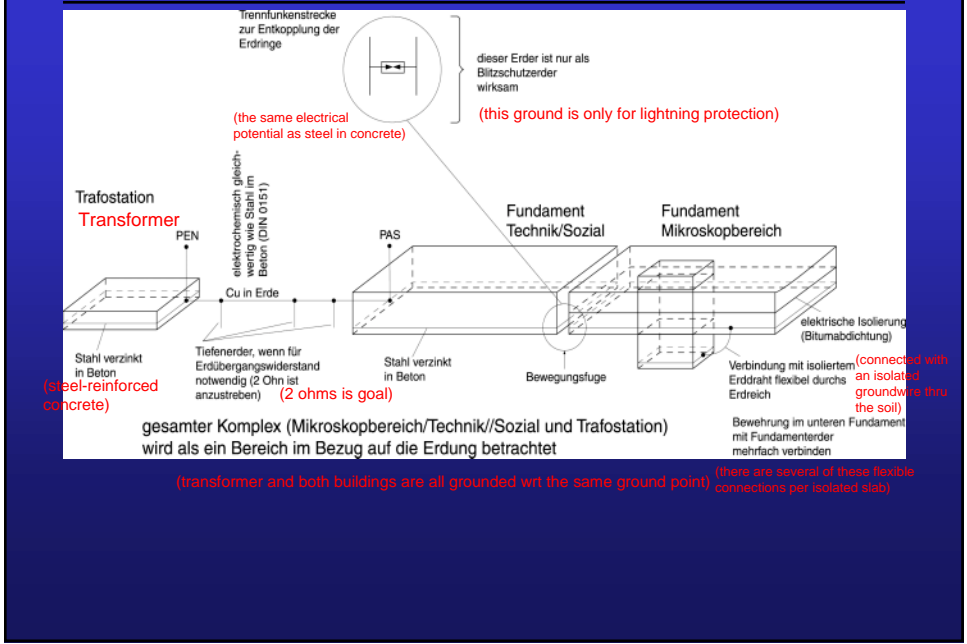 Trennfunkenstrecke
zur Entkopplung der
Erdringe
dieser Erder ist nur als
Blitzschutzerder
wirksam
(this ground is only for lightning protection)
(the same electrical
potential as steel in concrete)
elektrochemisch gleich-
wertig wie Stahl im
Beton (DIN 0151)
Trafostation
Transformer
PEN
PAS
Fundament
Technik/Sozial
Fundament
Mikroskopbereich
Cu in Erde
Stahl verzinkt
in Beton
(steel-reinforced
concrete)
Tiefenerder, wenn für
Erdübergangswiderstand
notwendig (2 Ohn ist
anzustreben)
(2 ohms is goal)
Stahl verzinkt
in Beton
Bewegungsfuge
elektrische Isolierung
(Bitumabdichtung)
Verbindung mit isoliertem
Erddraht flexibel durchs
Erdreich
(connected with
an isolated
groundwire thru
the soil)
Bewehrung im unteren Fundament
mit Fundamenterder
mehrfach verbinden
gesamter Komplex (Mikroskopbereich/Technik//Sozial und Trafostation)
wird als ein Bereich im Bezug auf die Erdung betrachtet
(transformer and both buildings are all grounded wrt the same ground point)
(there are several of these flexible
connections per isolated slab)